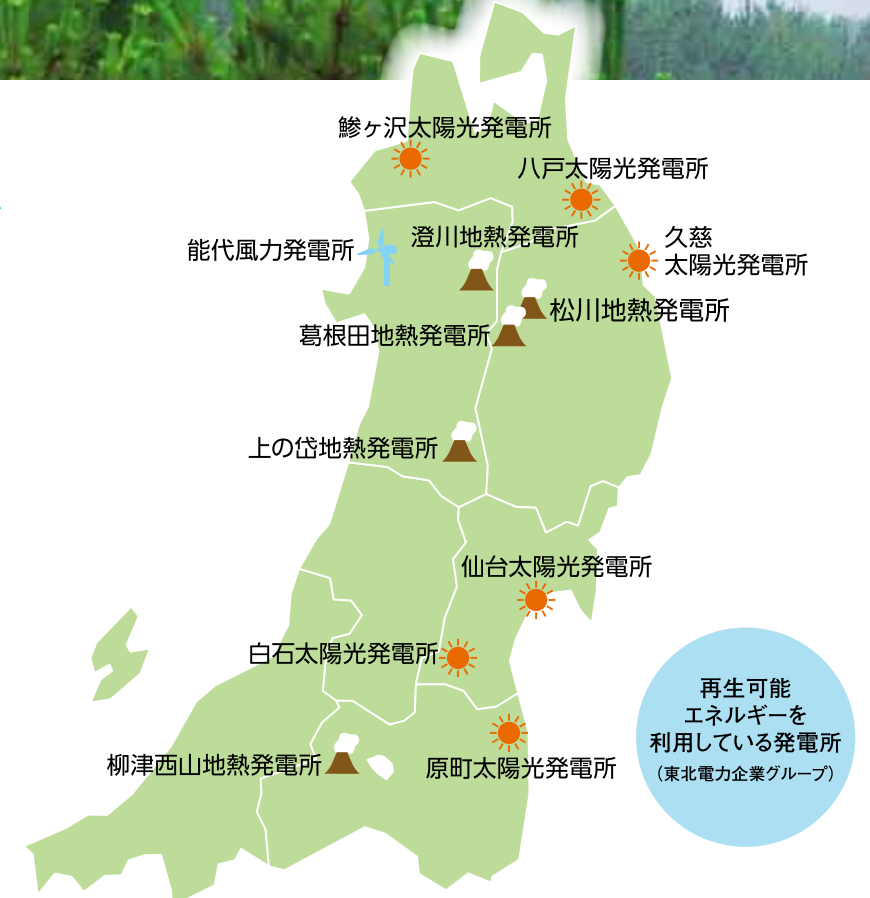 鰺ヶ沢太陽光発電所
八戸太陽光発電所
久慈
太陽光発電所
澄川地熱発電所
能代風力発電所
松川地熱発電所
葛根田地熱発電所
上の岱地熱発電所
仙台太陽光発電所
白石太陽光発電所
原町太陽光発電所
柳津西山地熱発電所
再生可能
エネルギーを
利用している発電所
（東北電力企業グループ）